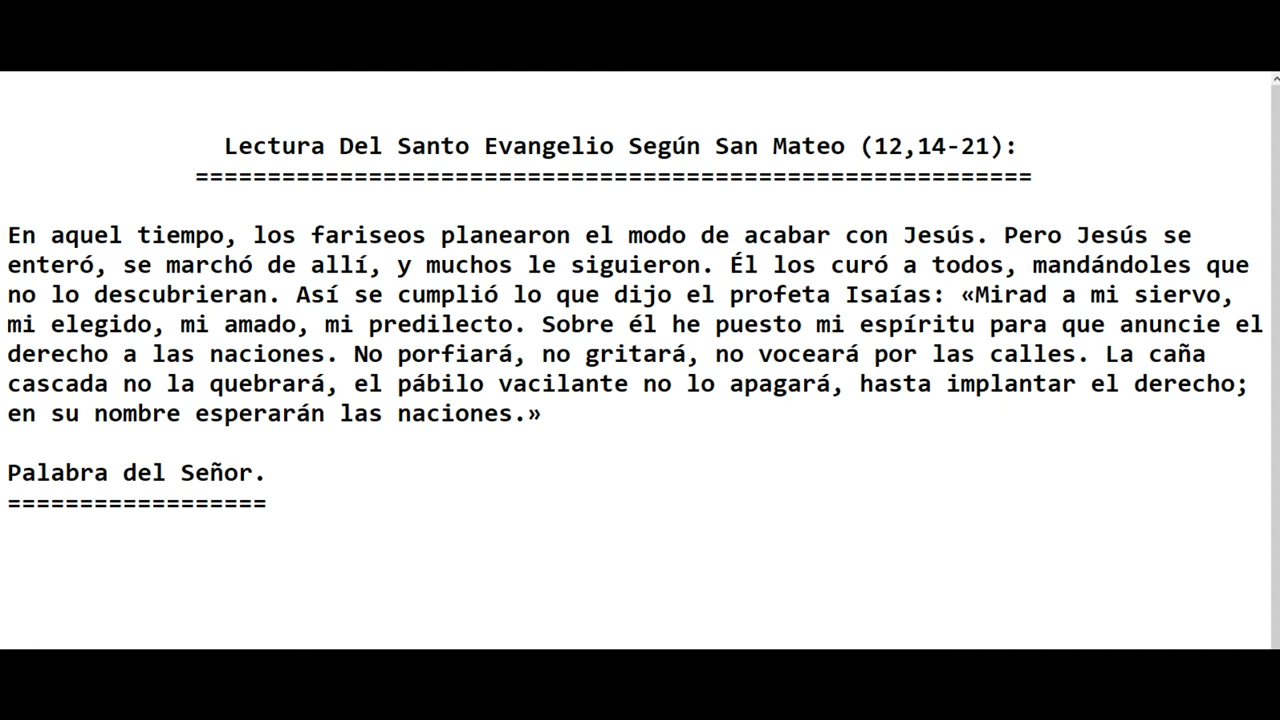 Lectura Del Santo Evangelio Según San Mateo (12,14-21):
==========================================================
En aquel tiempo, los fariseos planearon el modo de acabar con Jesús. Pero Jesús se
enteró, se marchó de allí, y muchos le siguieron. Él los curó a todos, mandándoles que
no lo descubrieran. Así se cumplió lo que dijo el profeta Isaías: «Mirad a mi siervo,
mi elegido, mi amado, mi predilecto. Sobre él he puesto mi espíritu para que anuncie el
derecho a las naciones. No porfiará, no gritará, no voceará por las calles. La caña
cascada no la quebrará, el pábilo vacilante no lo apagará, hasta implantar el derecho;
en su nombre esperarán las naciones.»
Palabra del Señor.
==================